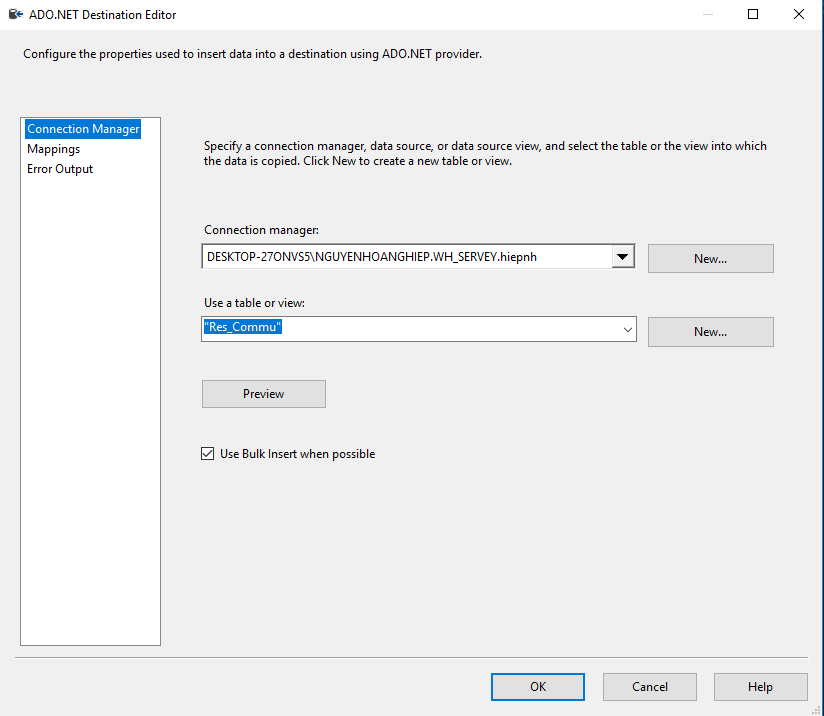 ADO.NET Destination Editor
Configure the properties used to insert data into a destination using ADO.NET provider.
Connection Manager
Mappings
Error Output
Specify a connection manager, data source, or data source view, and select the table or the view into which
the data is copied. Click New to create a new table or view.
Connection manager:
DESKTOP-27ONVS5\NGUYENHOANGHIEP.WH_SERVEY.hiepnh
New...
Use a table or view:
"Res_Commu"
New...
Preview
Use Bulk Insert when possible
OK
Cancel
Help